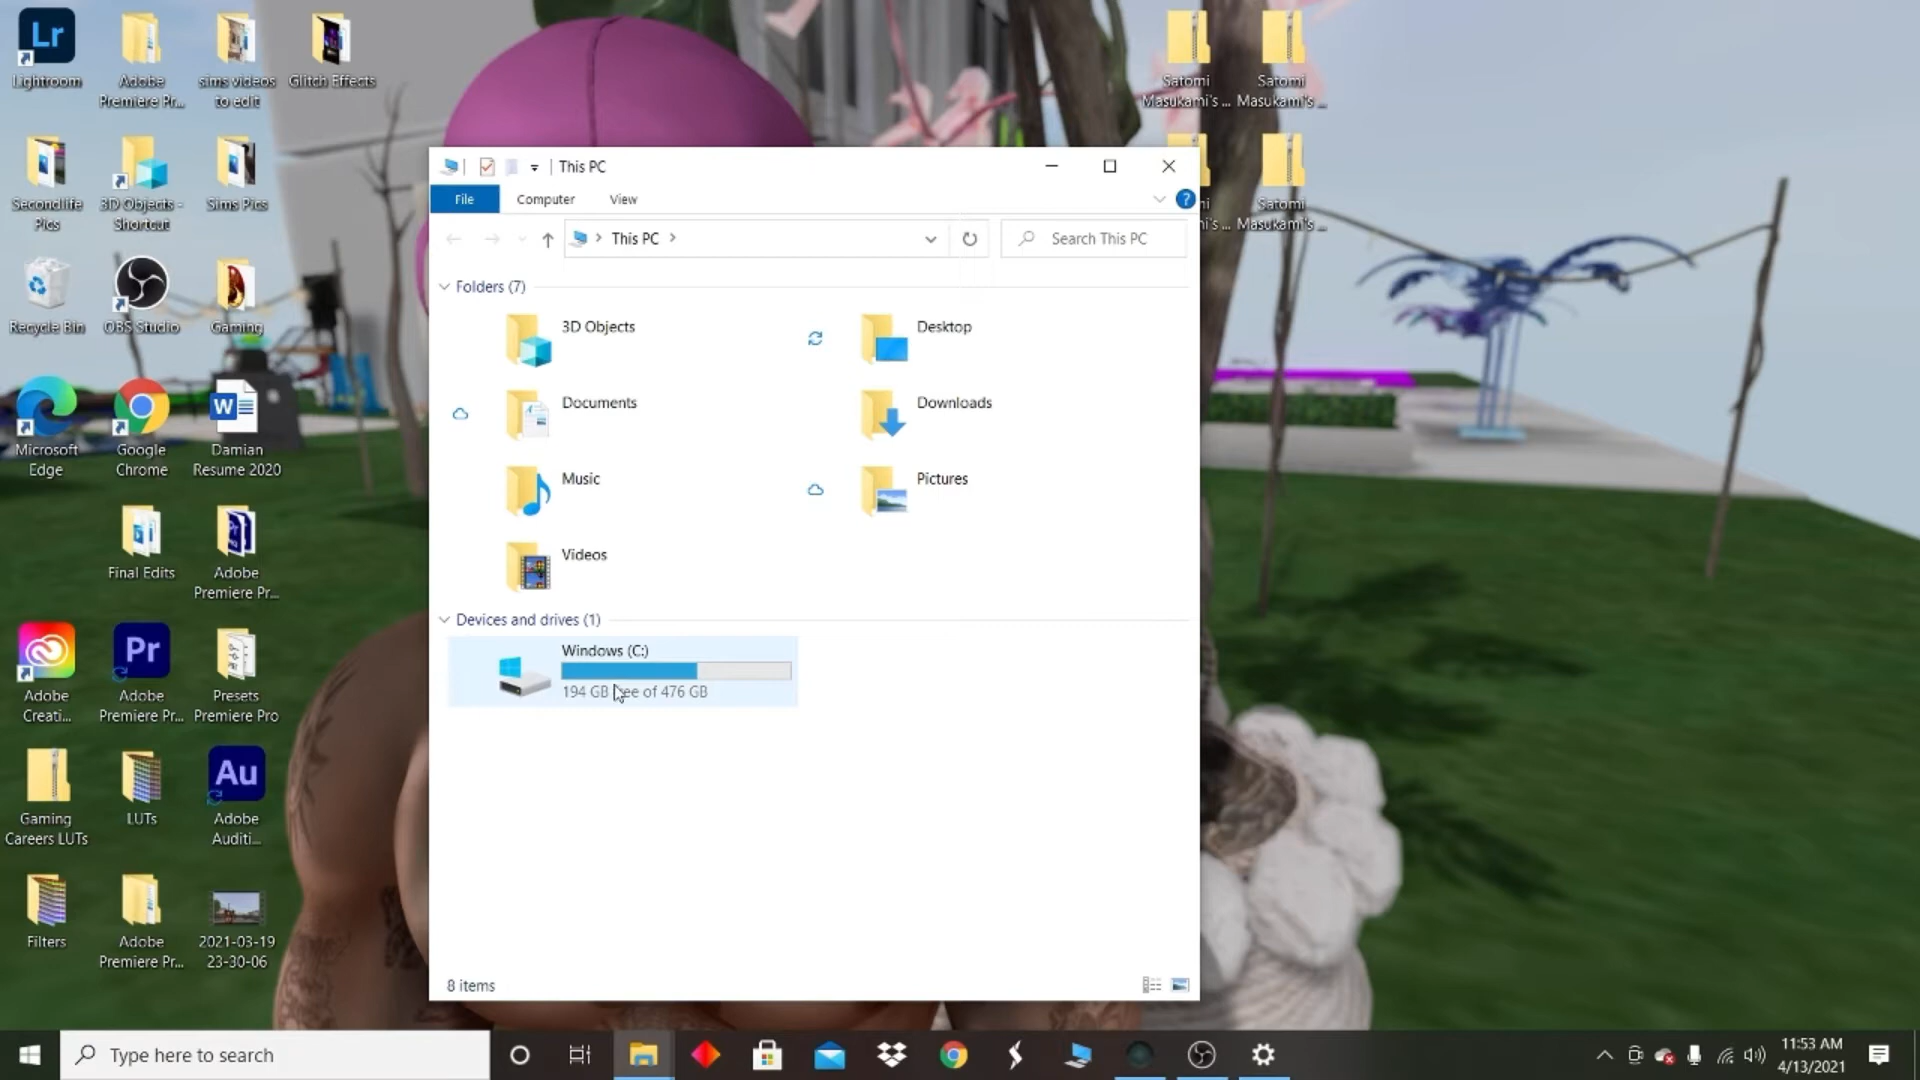 Lightroom
Adobe
Premiere Pr...
sims videos
to edit
Glitch Effects
Satomi
Masukami's ...
Satomi
Masukami's ...
Secondlife
Pics
3D Objects -
Shortcut
Sims Pics
Satomi
Recycle Bin
OBS Studio
Gaming
Microsoft
Edge
Google
Chrome
W
Damian
Resume 2020
Final Edits
Adobe
Premiere Pr...
Adobe
Creati...
Pr
Adobe
Premiere Pr...
Presets
Premiere Pro
Gaming
Careers LUTs
LUTs
Au
Adobe
Auditi...
Filters
Adobe
Premiere Pr...
2021-03-19
23-30-06
Lr
This PC
File
Computer
View
?
This PC
Search This PC
Folders (7)
3D Objects
Desktop
Documents
Downloads
Music
Pictures
Videos
Devices and drives (1)
Windows (C:)
194 GB free of 476 GB
8 items
Type here to search
11:53 AM
4/13/2021